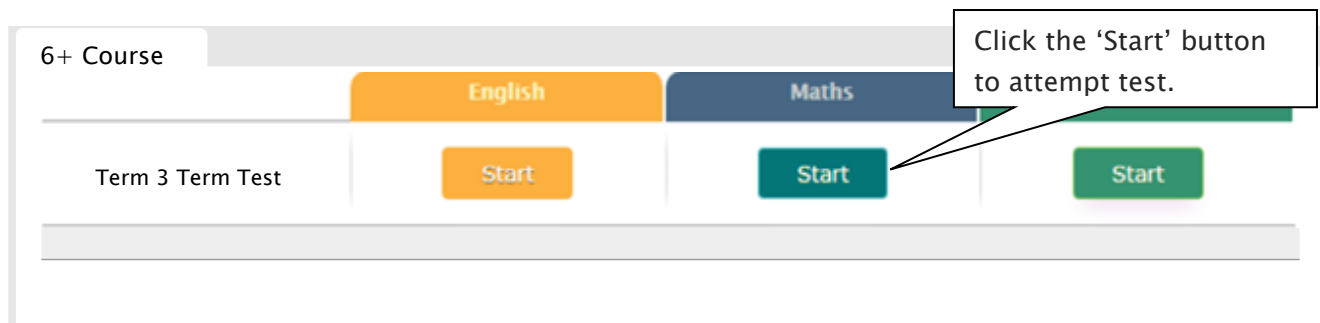 6+ Course
Click the ‘Start’ button
to attempt test.
English Maths
Term 3 Term Test Start Start Start